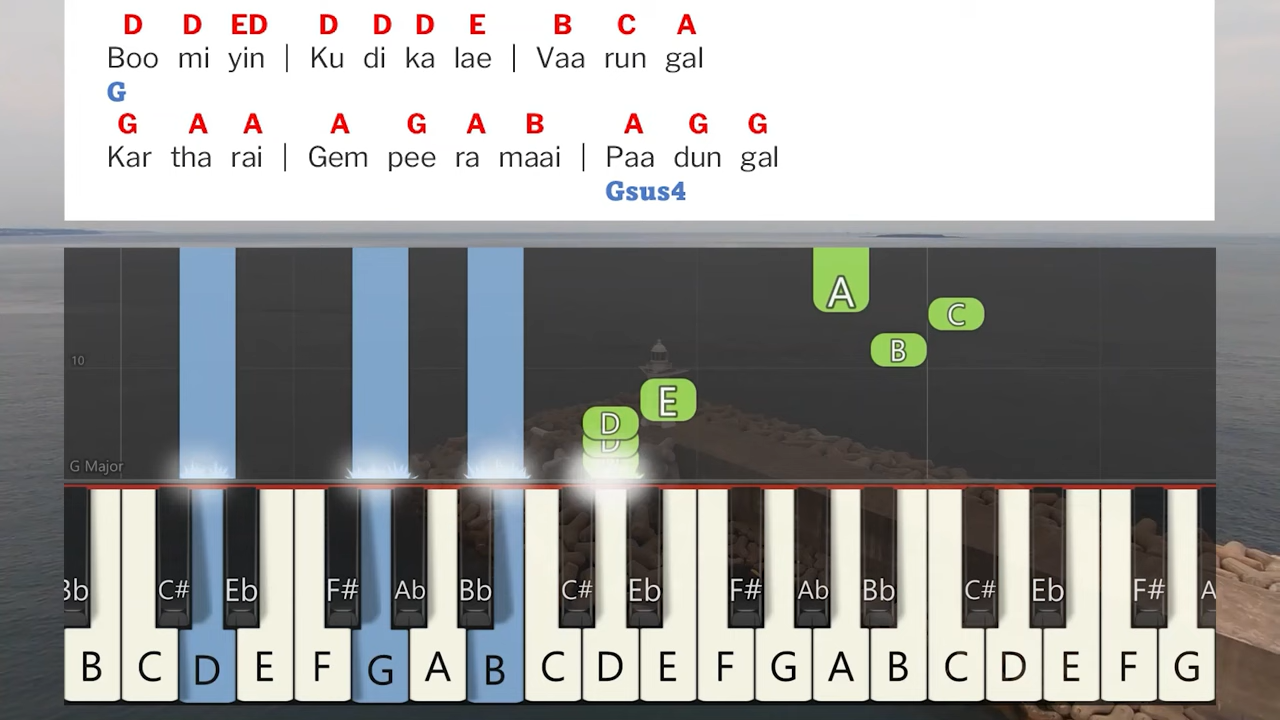 D D ED D D D E B C A
Boo mi yin | Ku di ka lae | Vaa run gal
G
G A A A G A B A G G
Kar tha rai | Gem pee ra maai | Paa dun gal
Gsus4
A
C
B
10
E
D
D
G Major
Bb C# Eb F# Ab Bb C# Eb F# Ab Bb C# Eb F# A
B C D E F G A B C D E F G A B C D E F G